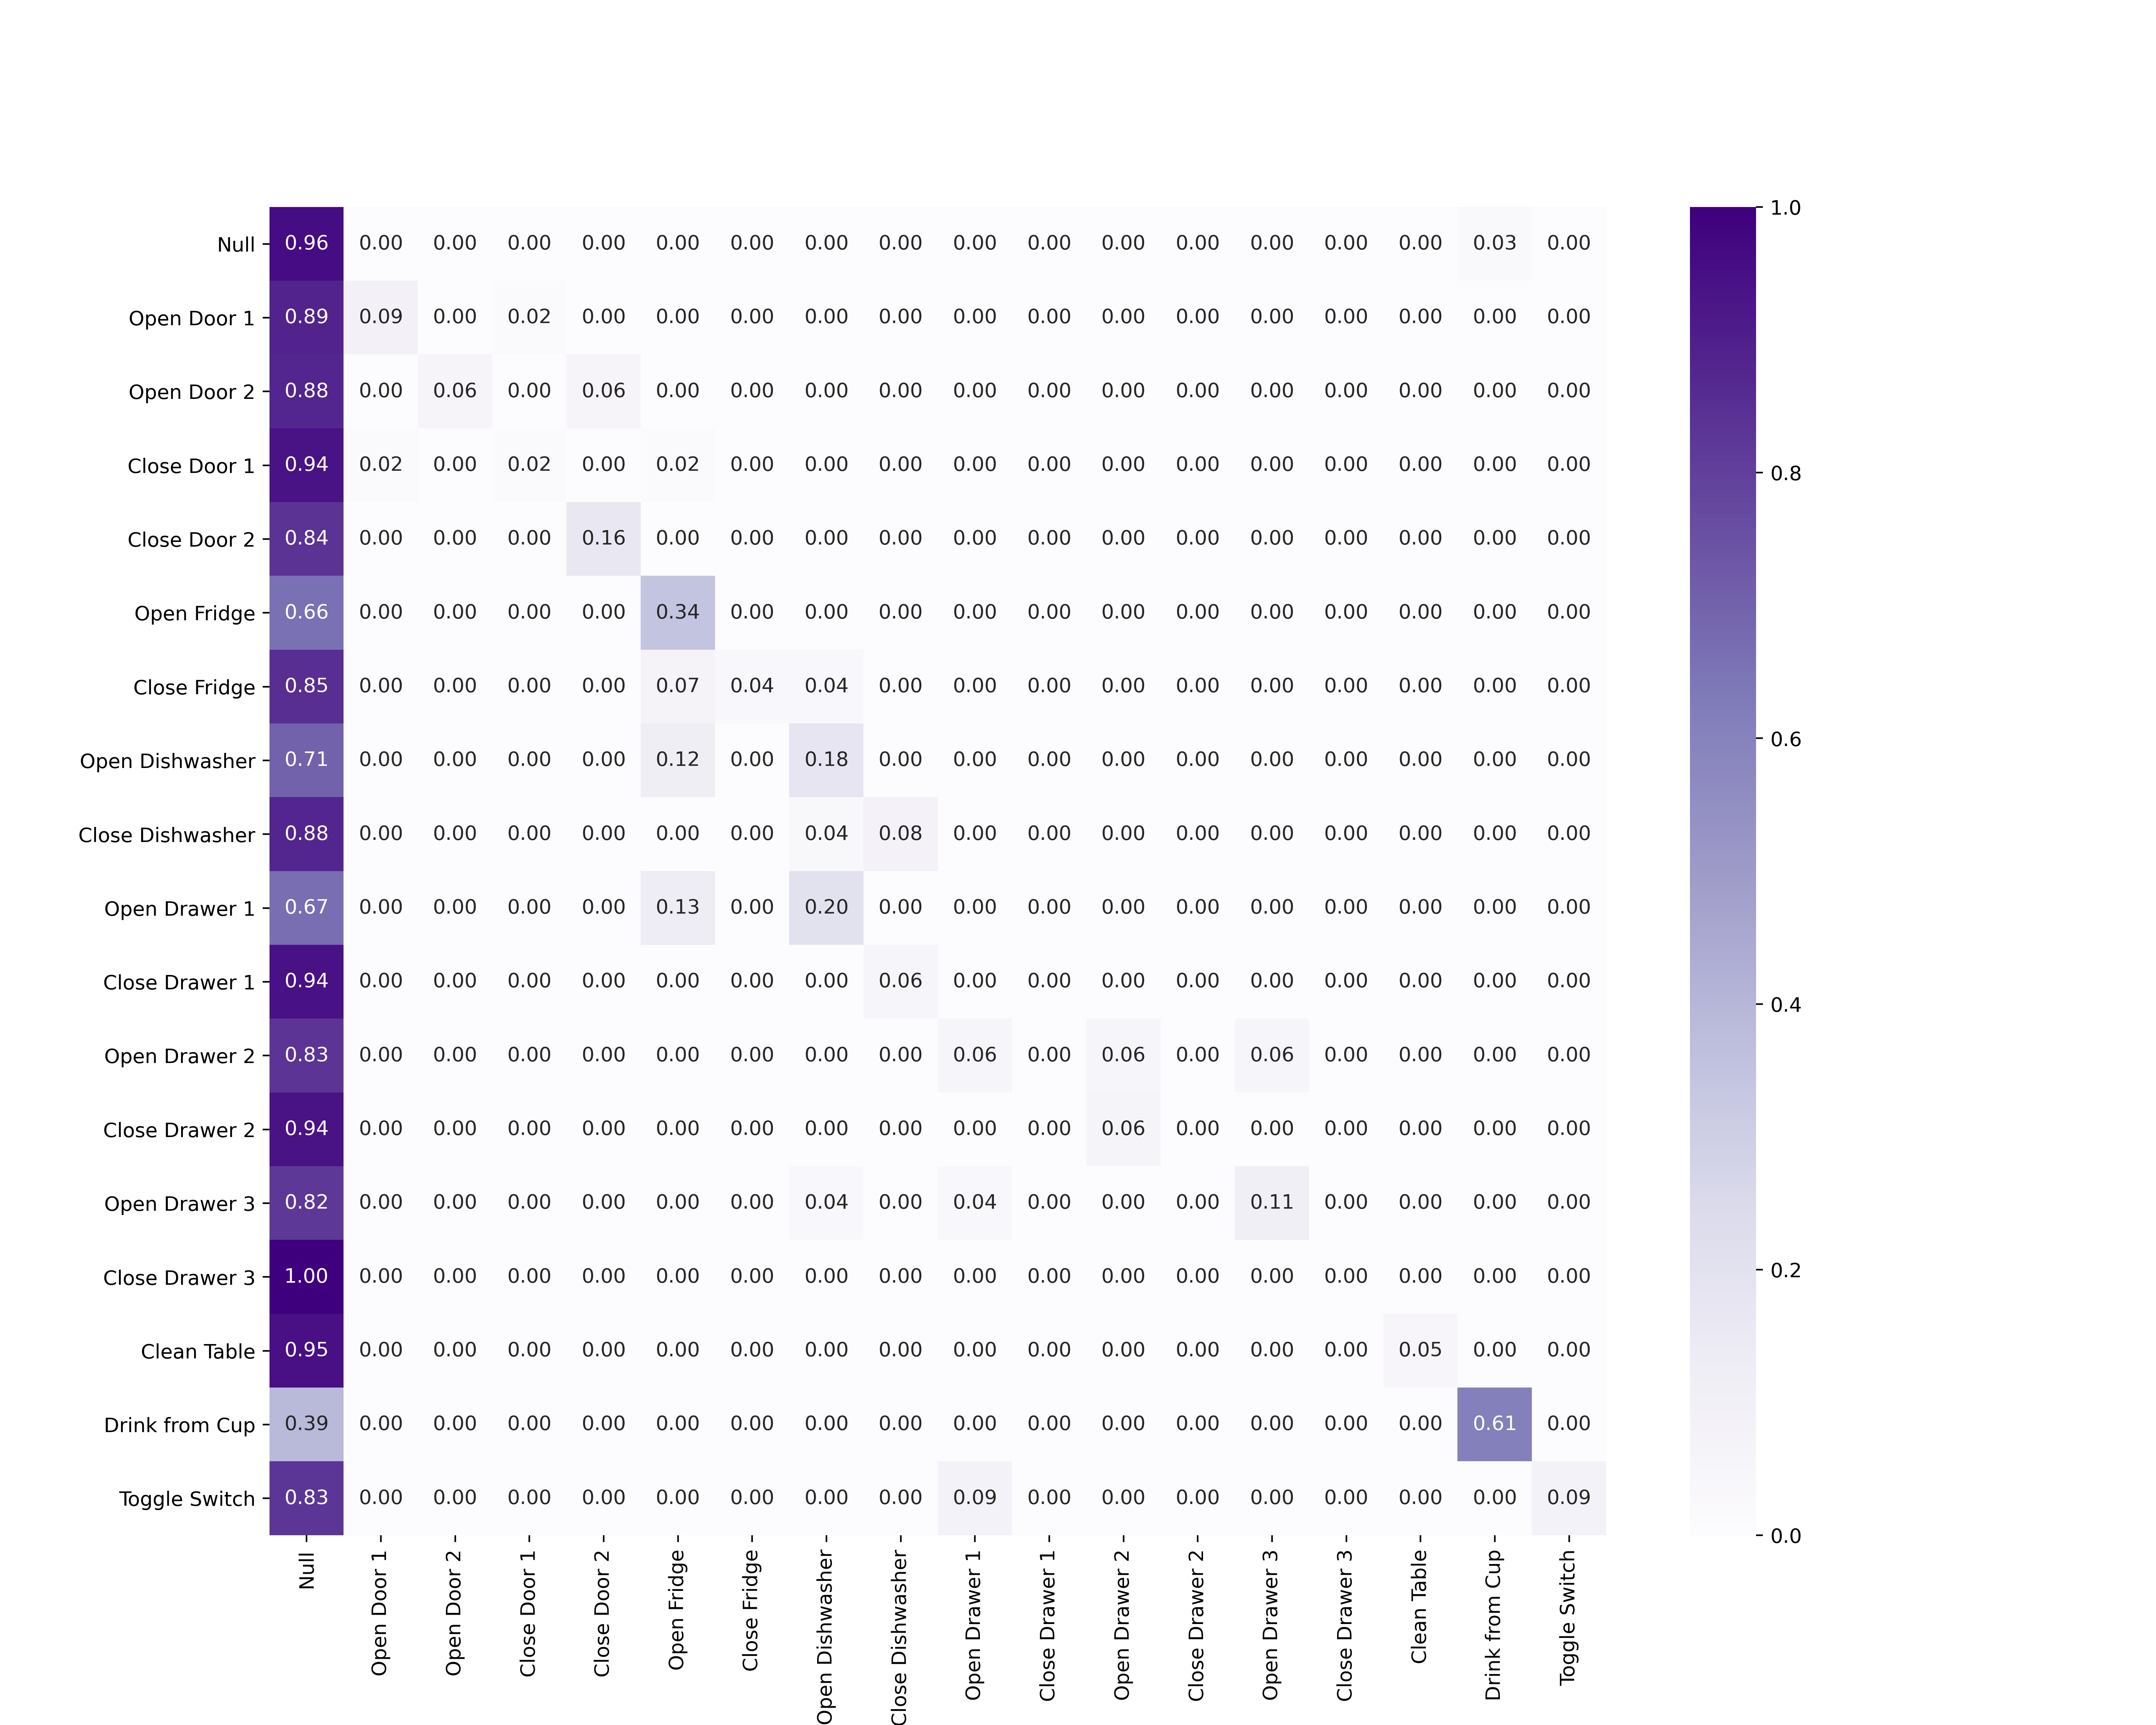 Null 0.96 0.00 0.00 0.00 0.00 0.00 0.00 0.00 0.00 0.00 0.00 0.00 0.00 0.00 0.00 0.00 0.03 0.00
Open Door 1 0.89 0.09 0.00 0.02 0.00 0.00 0.00 0.00 0.00 0.00 0.00 0.00 0.00 0.00 0.00 0.00 0.00 0.00
Open Door 2 0.88 0.00 0.06 0.00 0.06 0.00 0.00 0.00 0.00 0.00 0.00 0.00 0.00 0.00 0.00 0.00 0.00 0.00
Close Door 1 0.94 0.02 0.00 0.02 0.00 0.02 0.00 0.00 0.00 0.00 0.00 0.00 0.00 0.00 0.00 0.00 0.00 0.00
Close Door 2 0.84 0.00 0.00 0.00 0.16 0.00 0.00 0.00 0.00 0.00 0.00 0.00 0.00 0.00 0.00 0.00 0.00 0.00
Open Fridge 0.66 0.00 0.00 0.00 0.00 0.34 0.00 0.00 0.00 0.00 0.00 0.00 0.00 0.00 0.00 0.00 0.00 0.00
Close Fridge 0.85 0.00 0.00 0.00 0.00 0.07 0.04 0.04 0.00 0.00 0.00 0.00 0.00 0.00 0.00 0.00 0.00 0.00
Open Dishwasher 0.71 0.00 0.00 0.00 0.00 0.12 0.00 0.18 0.00 0.00 0.00 0.00 0.00 0.00 0.00 0.00 0.00 0.00
Close Dishwasher 0.88 0.00 0.00 0.00 0.00 0.00 0.00 0.04 0.08 0.00 0.00 0.00 0.00 0.00 0.00 0.00 0.00 0.00
Open Drawer 1 0.67 0.00 0.00 0.00 0.00 0.13 0.00 0.20 0.00 0.00 0.00 0.00 0.00 0.00 0.00 0.00 0.00 0.00
Close Drawer 1 0.94 0.00 0.00 0.00 0.00 0.00 0.00 0.00 0.06 0.00 0.00 0.00 0.00 0.00 0.00 0.00 0.00 0.00
Open Drawer 2 0.83 0.00 0.00 0.00 0.00 0.00 0.00 0.00 0.00 0.06 0.00 0.06 0.00 0.06 0.00 0.00 0.00 0.00
Close Drawer 2 0.94 0.00 0.00 0.00 0.00 0.00 0.00 0.00 0.00 0.00 0.00 0.06 0.00 0.00 0.00 0.00 0.00 0.00
Open Drawer 3 0.82 0.00 0.00 0.00 0.00 0.00 0.00 0.04 0.00 0.04 0.00 0.00 0.00 0.11 0.00 0.00 0.00 0.00
Close Drawer 3 1.00 0.00 0.00 0.00 0.00 0.00 0.00 0.00 0.00 0.00 0.00 0.00 0.00 0.00 0.00 0.00 0.00 0.00
Clean Table 0.95 0.00 0.00 0.00 0.00 0.00 0.00 0.00 0.00 0.00 0.00 0.00 0.00 0.00 0.00 0.05 0.00 0.00
Drink from Cup 0.39 0.00 0.00 0.00 0.00 0.00 0.00 0.00 0.00 0.00 0.00 0.00 0.00 0.00 0.00 0.00 0.61 0.00
Toggle Switch 0.83 0.00 0.00 0.00 0.00 0.00 0.00 0.00 0.00 0.09 0.00 0.00 0.00 0.00 0.00 0.00 0.00 0.09
Null
Open Door 1
Open Door 2
Close Door 1
Close Door 2
Open Fridge
Close Fridge
Open Dishwasher
Close Dishwasher
Open Drawer 1
Close Drawer 1
Open Drawer 2
Close Drawer 2
Open Drawer 3
Close Drawer 3
Clean Table
Drink from Cup
Toggle Switch
1.0
0.8
0.6
0.4
0.2
0.0